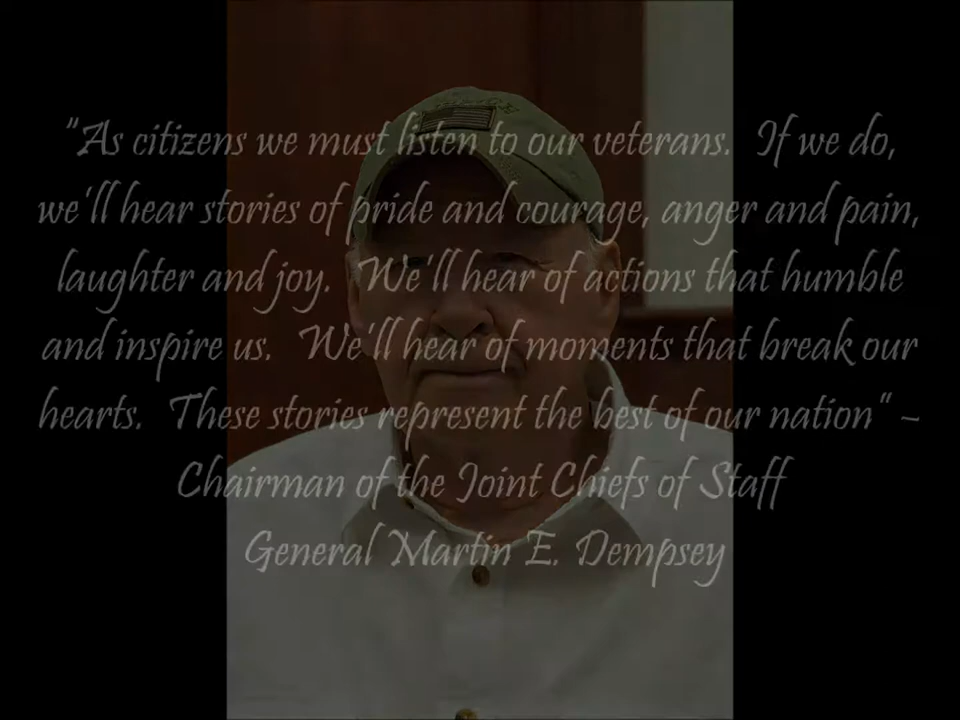 “As citizens we must listen to our veterans. If we do,
we'll hear stories of pride and courage, anger and pain,
laughter and joy. We'll hear of actions that humble
and inspire us. We'll hear of moments that break our
hearts. These stories represent the best of our nation“ –
Chairman of the Joint Chiefs of Staff
General Martin E. Dempsey